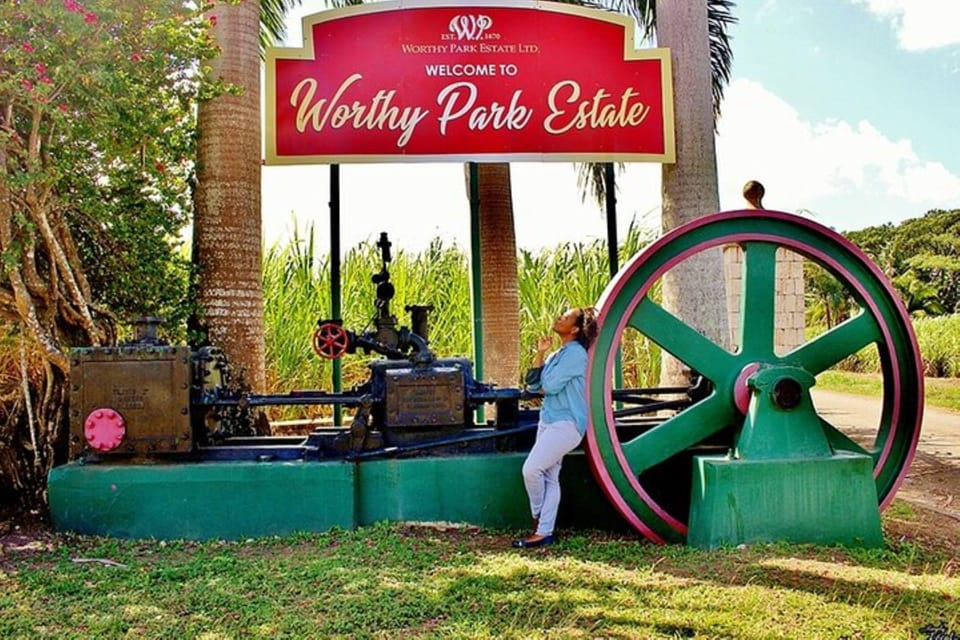 WP
EST. 1670
WORTHY PARK ESTATE LTD.
WELCOME TO
Worthy Park Estate